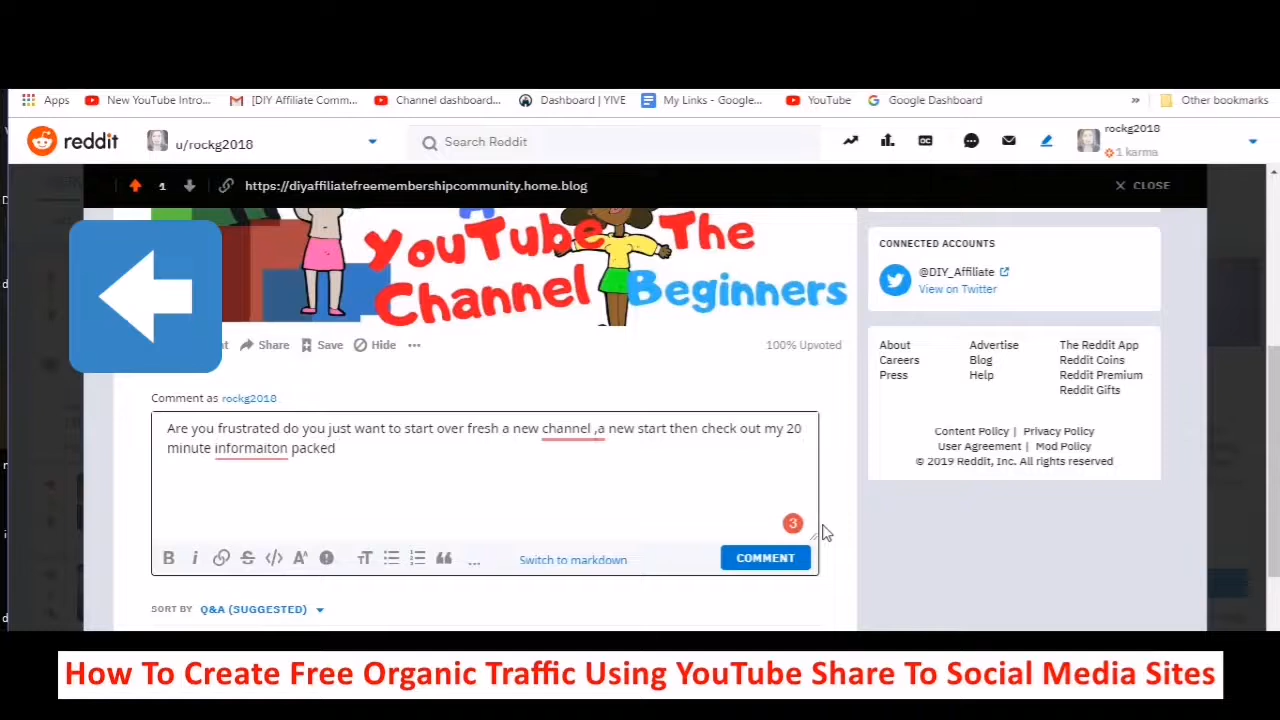 Apps New YouTube Intro... [DIY Affiliate Comm... Channel dashboard... Dashboard | YIVE My Links - Google... YouTube Google Dashboard » Other bookmarks
reddit u/rockg2018 Search Reddit rockg2018
1 karma
1 https://diyaffiliatefreemembershipcommunity.home.blog CLOSE
YouTube The
Channel Beginners
CONNECTED ACCOUNTS
@DIY_Affiliate
View on Twitter
Share Save Hide ... 100% Upvoted
About Advertise The Reddit App
Careers Blog Reddit Coins
Press Help Reddit Premium
Reddit Gifts
Comment as rockg2018
Are you frustrated do you just want to start over fresh a new channel ,a new start then check out my 20
minute informaiton packed
Content Policy | Privacy Policy
User Agreement | Mod Policy
© 2019 Reddit, Inc. All rights reserved
3
B i S </> A T ... Switch to markdown COMMENT
SORT BY Q&A (SUGGESTED)
How To Create Free Organic Traffic Using YouTube Share To Social Media Sites